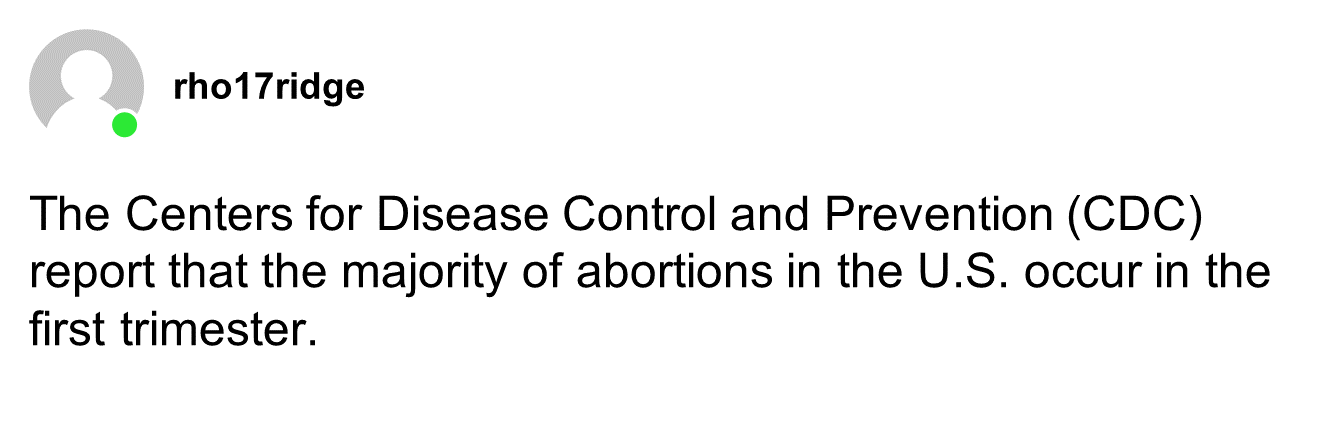 rho17ridge
The Centers for Disease Control and Prevention (CDC)
report that the majority of abortions in the U.S. occur in the
first trimester.